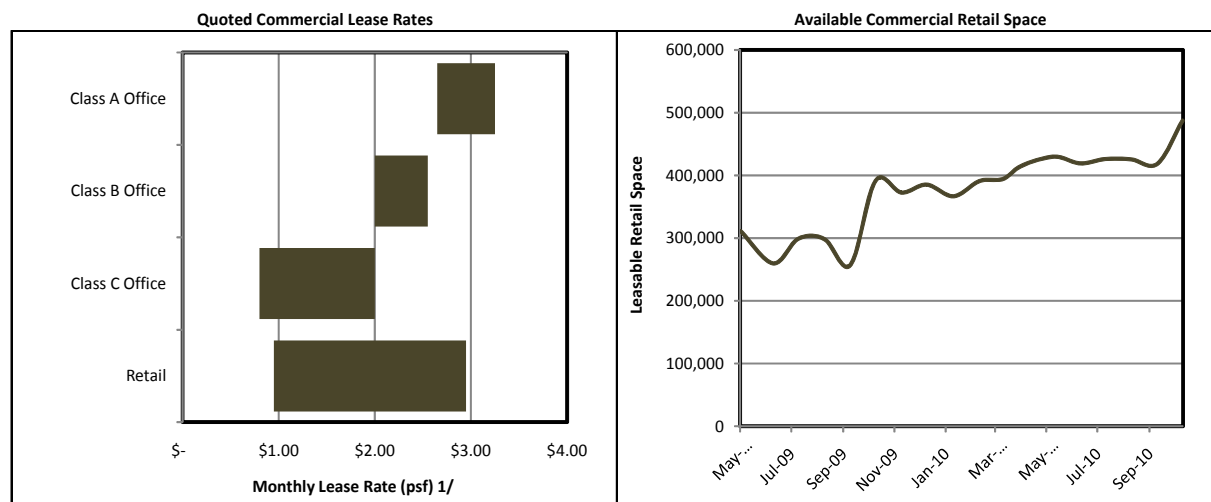 Quoted Commercial Lease Rates
Class A Office
Class B Office
Class C Office
Retail
$-
$1.00
$2.00
$3.00
$4.00
Monthly Lease Rate (psf) 1/
Available Commercial Retail Space
Leasable Retail Space
600,000
500,000
400,000
300,000
200,000
100,000
0
May-...
Jul-09
Sep-09
Nov-09
Jan-10
Mar-...
May-...
Jul-10
Sep-10